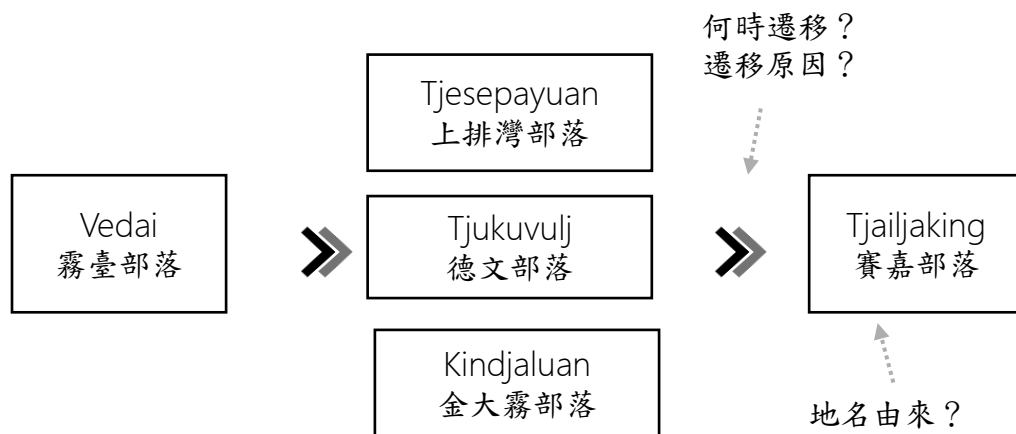 何時遷移？
遷移原因？
Tjesepayuan
上排灣部落
Vedai
霧臺部落
Tjukuvulj
德文部落
Tjailjaking
賽嘉部落
Kindjaluan
金大霧部落
地名由來？